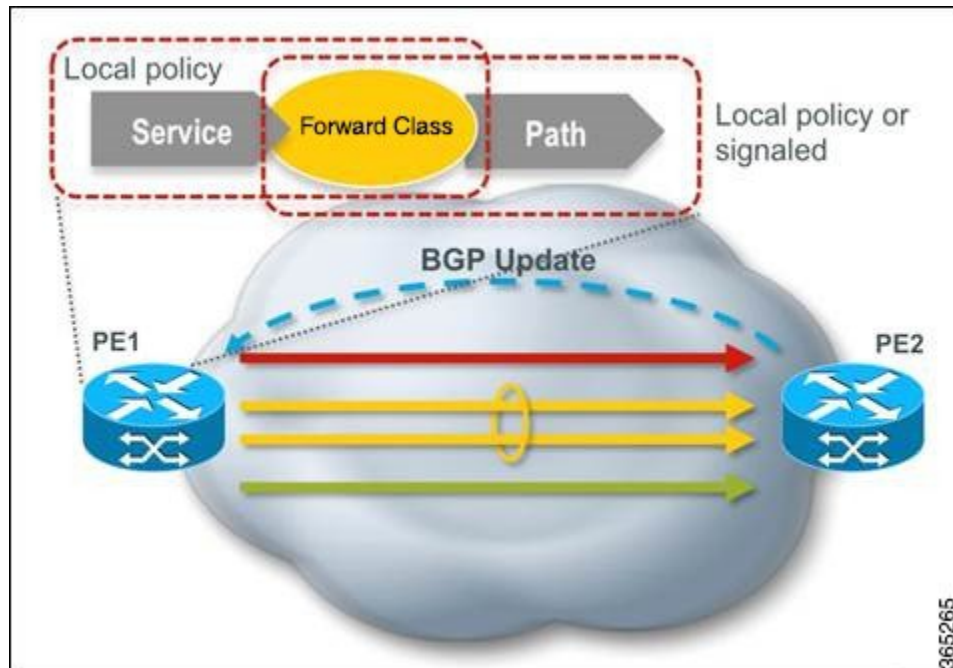 Local policy
Service
Forward Class
Path
Local policy or
signaled
BGP Update
PE1
PE2
365265